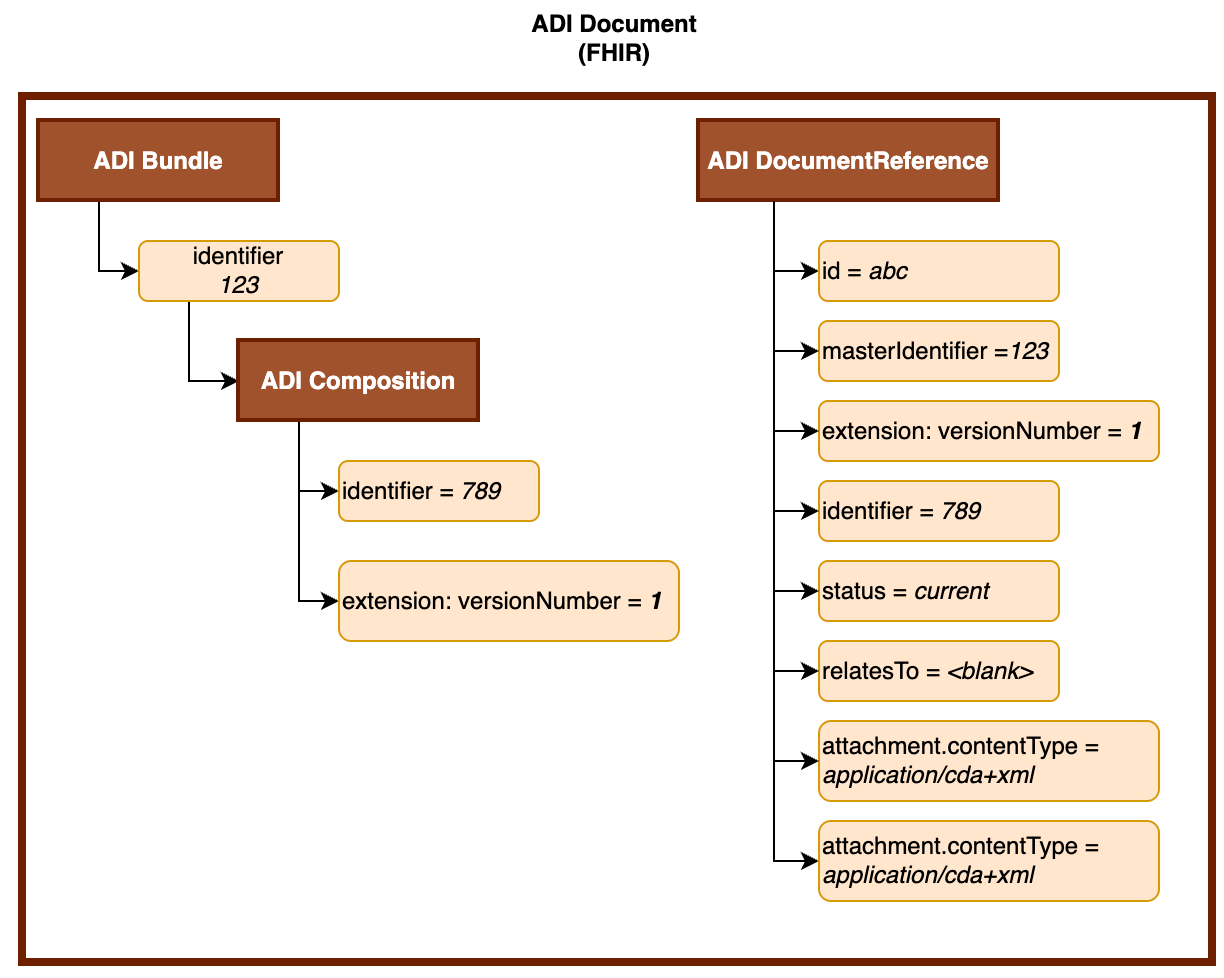 ADI Document
(FHIR)
ADI Bundle
identifier
123
ADI Composition
identifier = 789
extension: versionNumber = 1
ADI DocumentReference
id = abc
masterIdentifier =123
extension: versionNumber = 1
identifier = 789
status = current
relatesTo = <blank>
attachment.contentType =
application/cda+xml
attachment.contentType =
application/cda+xml